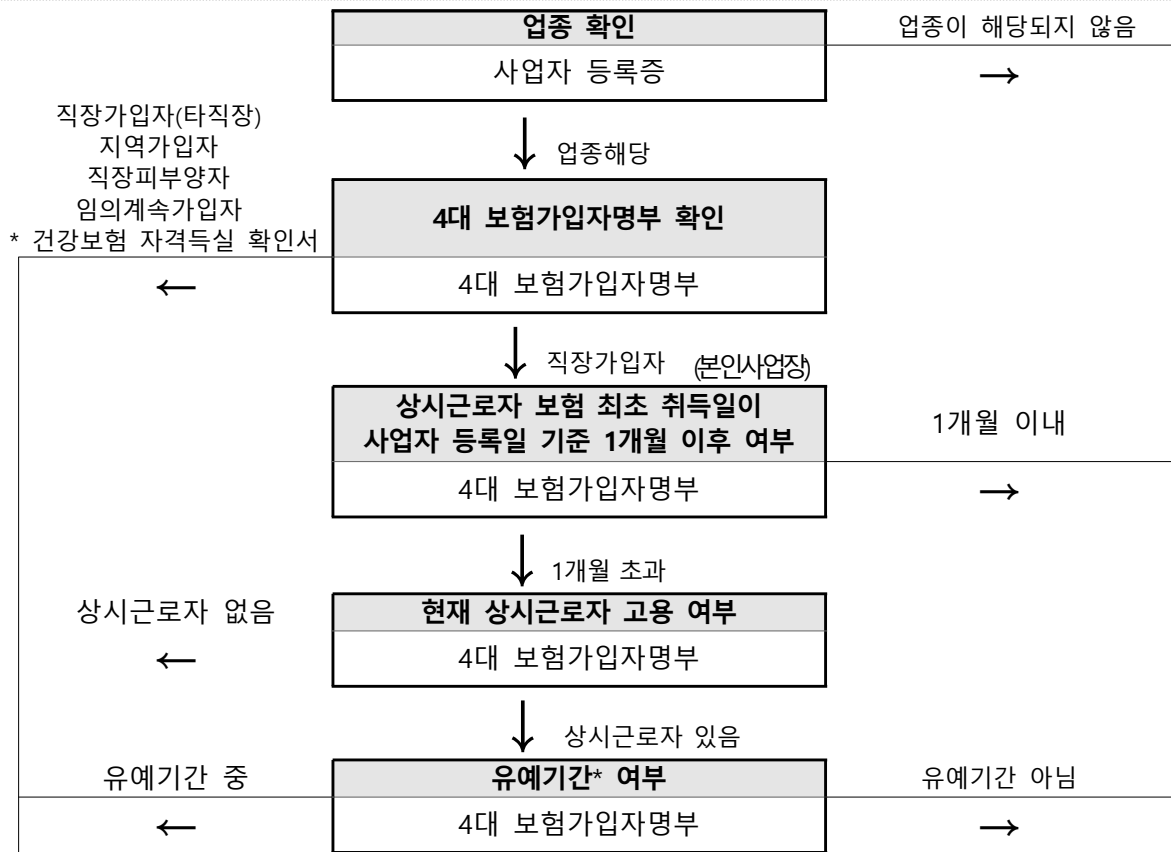 업종 확인
업종이 해당되지 않음
사업자 등록증
→
직장가입자(타직장)
지역가입자
직장피부양자
임의계속가입자
* 건강보험 자격득실 확인서
←
↓ 업종해당
4대 보험가입자명부 확인
4대 보험가입자명부
↓ 직장가입자 (본인사업장)
상시근로자 보험 최초 취득일이
사업자 등록일 기준 1개월 이후 여부
1개월 이내
4대 보험가입자명부
→
↓ 1개월 초과
상시근로자 없음
←
현재 상시근로자 고용 여부
4대 보험가입자명부
↓ 상시근로자 있음
유예기간 중
유예기간* 여부
유예기간 아님
←
4대 보험가입자명부
→